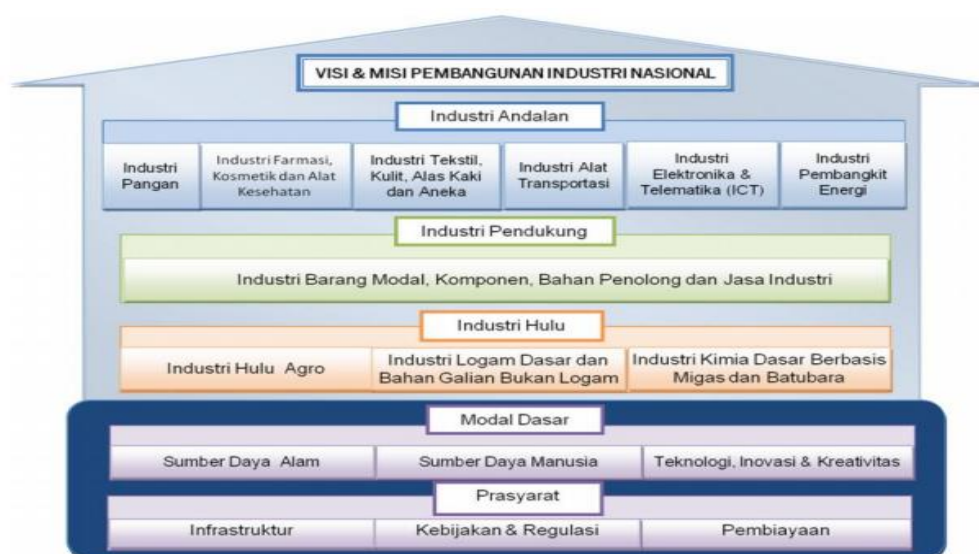 VISI & MISI PEMBANGUNAN INDUSTRI NASIONAL
Industri Andalan
Industri
Pangan
Industri Farmasi,
Kosmetik dan Alat
Kesehatan
Industri Tekstil,
Kulit, Alas Kaki
dan Aneka
Industri Alat
Transportasi
Industri
Elektronika &
Telematika (ICT)
Industri
Pembangkit
Energi
Industri Pendukung
Industri Barang Modal, Komponen, Bahan Penolong dan Jasa Industri
Industri Hulu
Industri Hulu Agro
Industri Logam Dasar dan
Bahan Galian Bukan Logam
Industri Kimia Dasar Berbasis
Migas dan Batubara
Modal Dasar
Sumber Daya Alam
Sumber Daya Manusia
Teknologi, Inovasi & Kreativitas
Prasyarat
Infrastruktur
Kebijakan & Regulasi
Pembiayaan